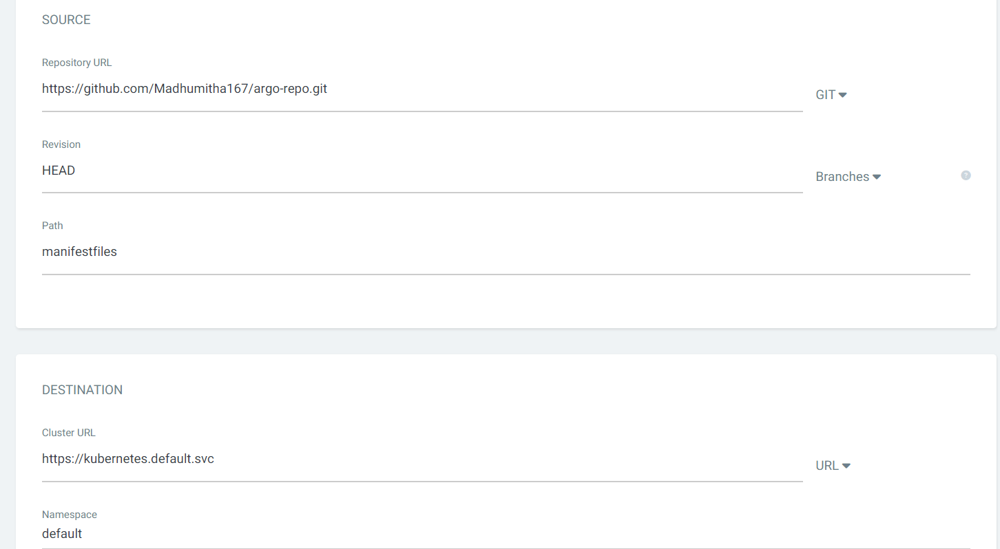 SOURCE
Repository URL
https://github.com/Madhumitha167/argo-repo.git
GIT
Revision
HEAD
Branches
?
Path
manifestfiles
DESTINATION
Cluster URL
https://kubernetes.default.svc
URL
Namespace
default